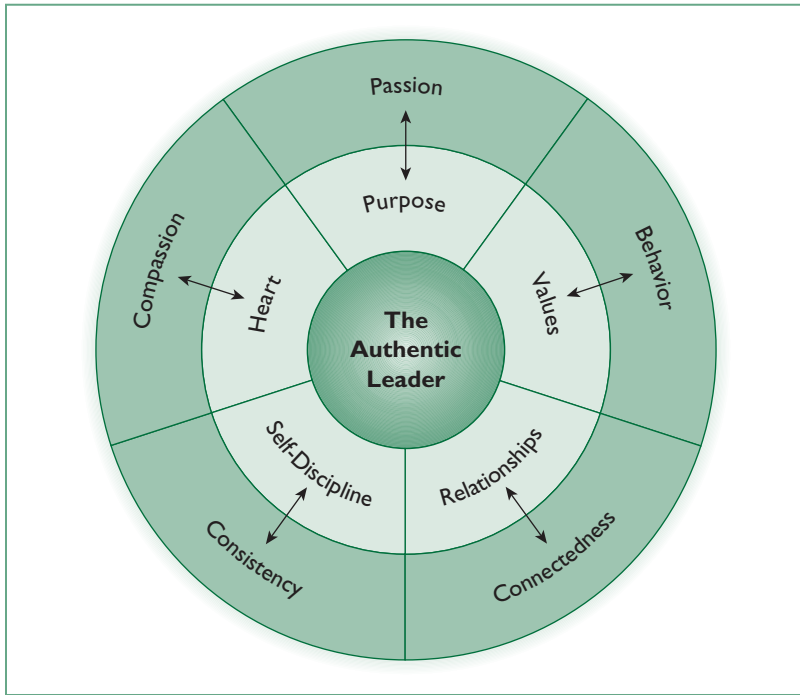 Passion
Purpose
Behavior
Values
Compassion
Heart
The
Authentic
Leader
Self-Discipline
Relationships
Consistency
Connectedness